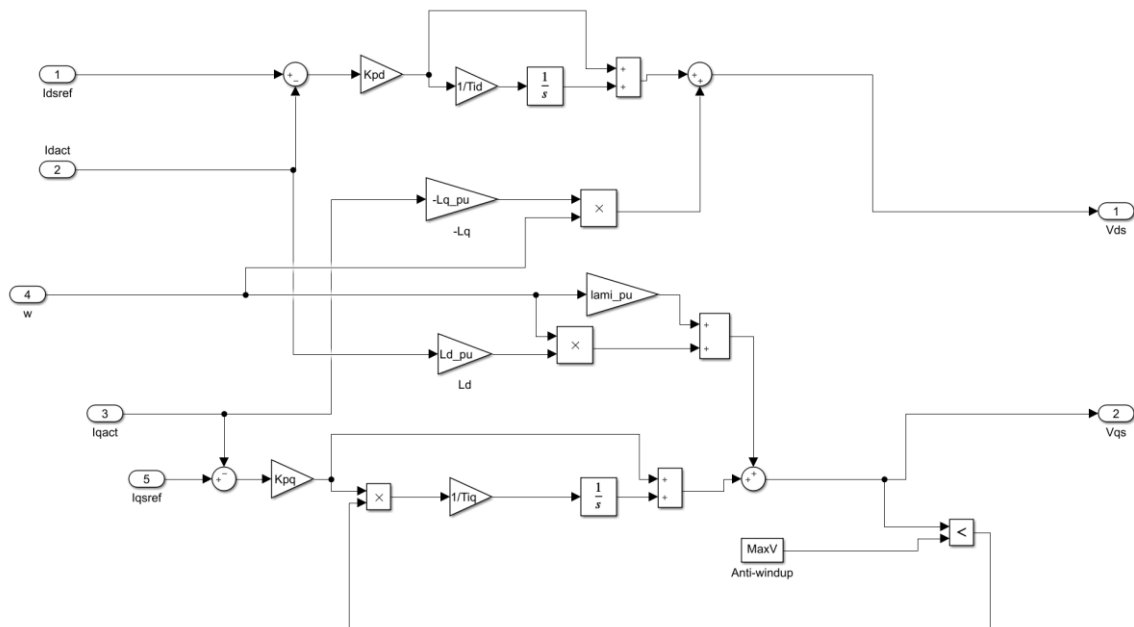 Kpd
1
Idsref
1/Tid
1
s
Idact
2
-Lq_pu
-Lq
×
1
Vds
4
w
lami_pu
Ld_pu
Ld
×
3
Iqact
2
Vqs
5
Iqsref
Kpq
×
1/Tiq
1
s
MaxV
Anti-windup
<